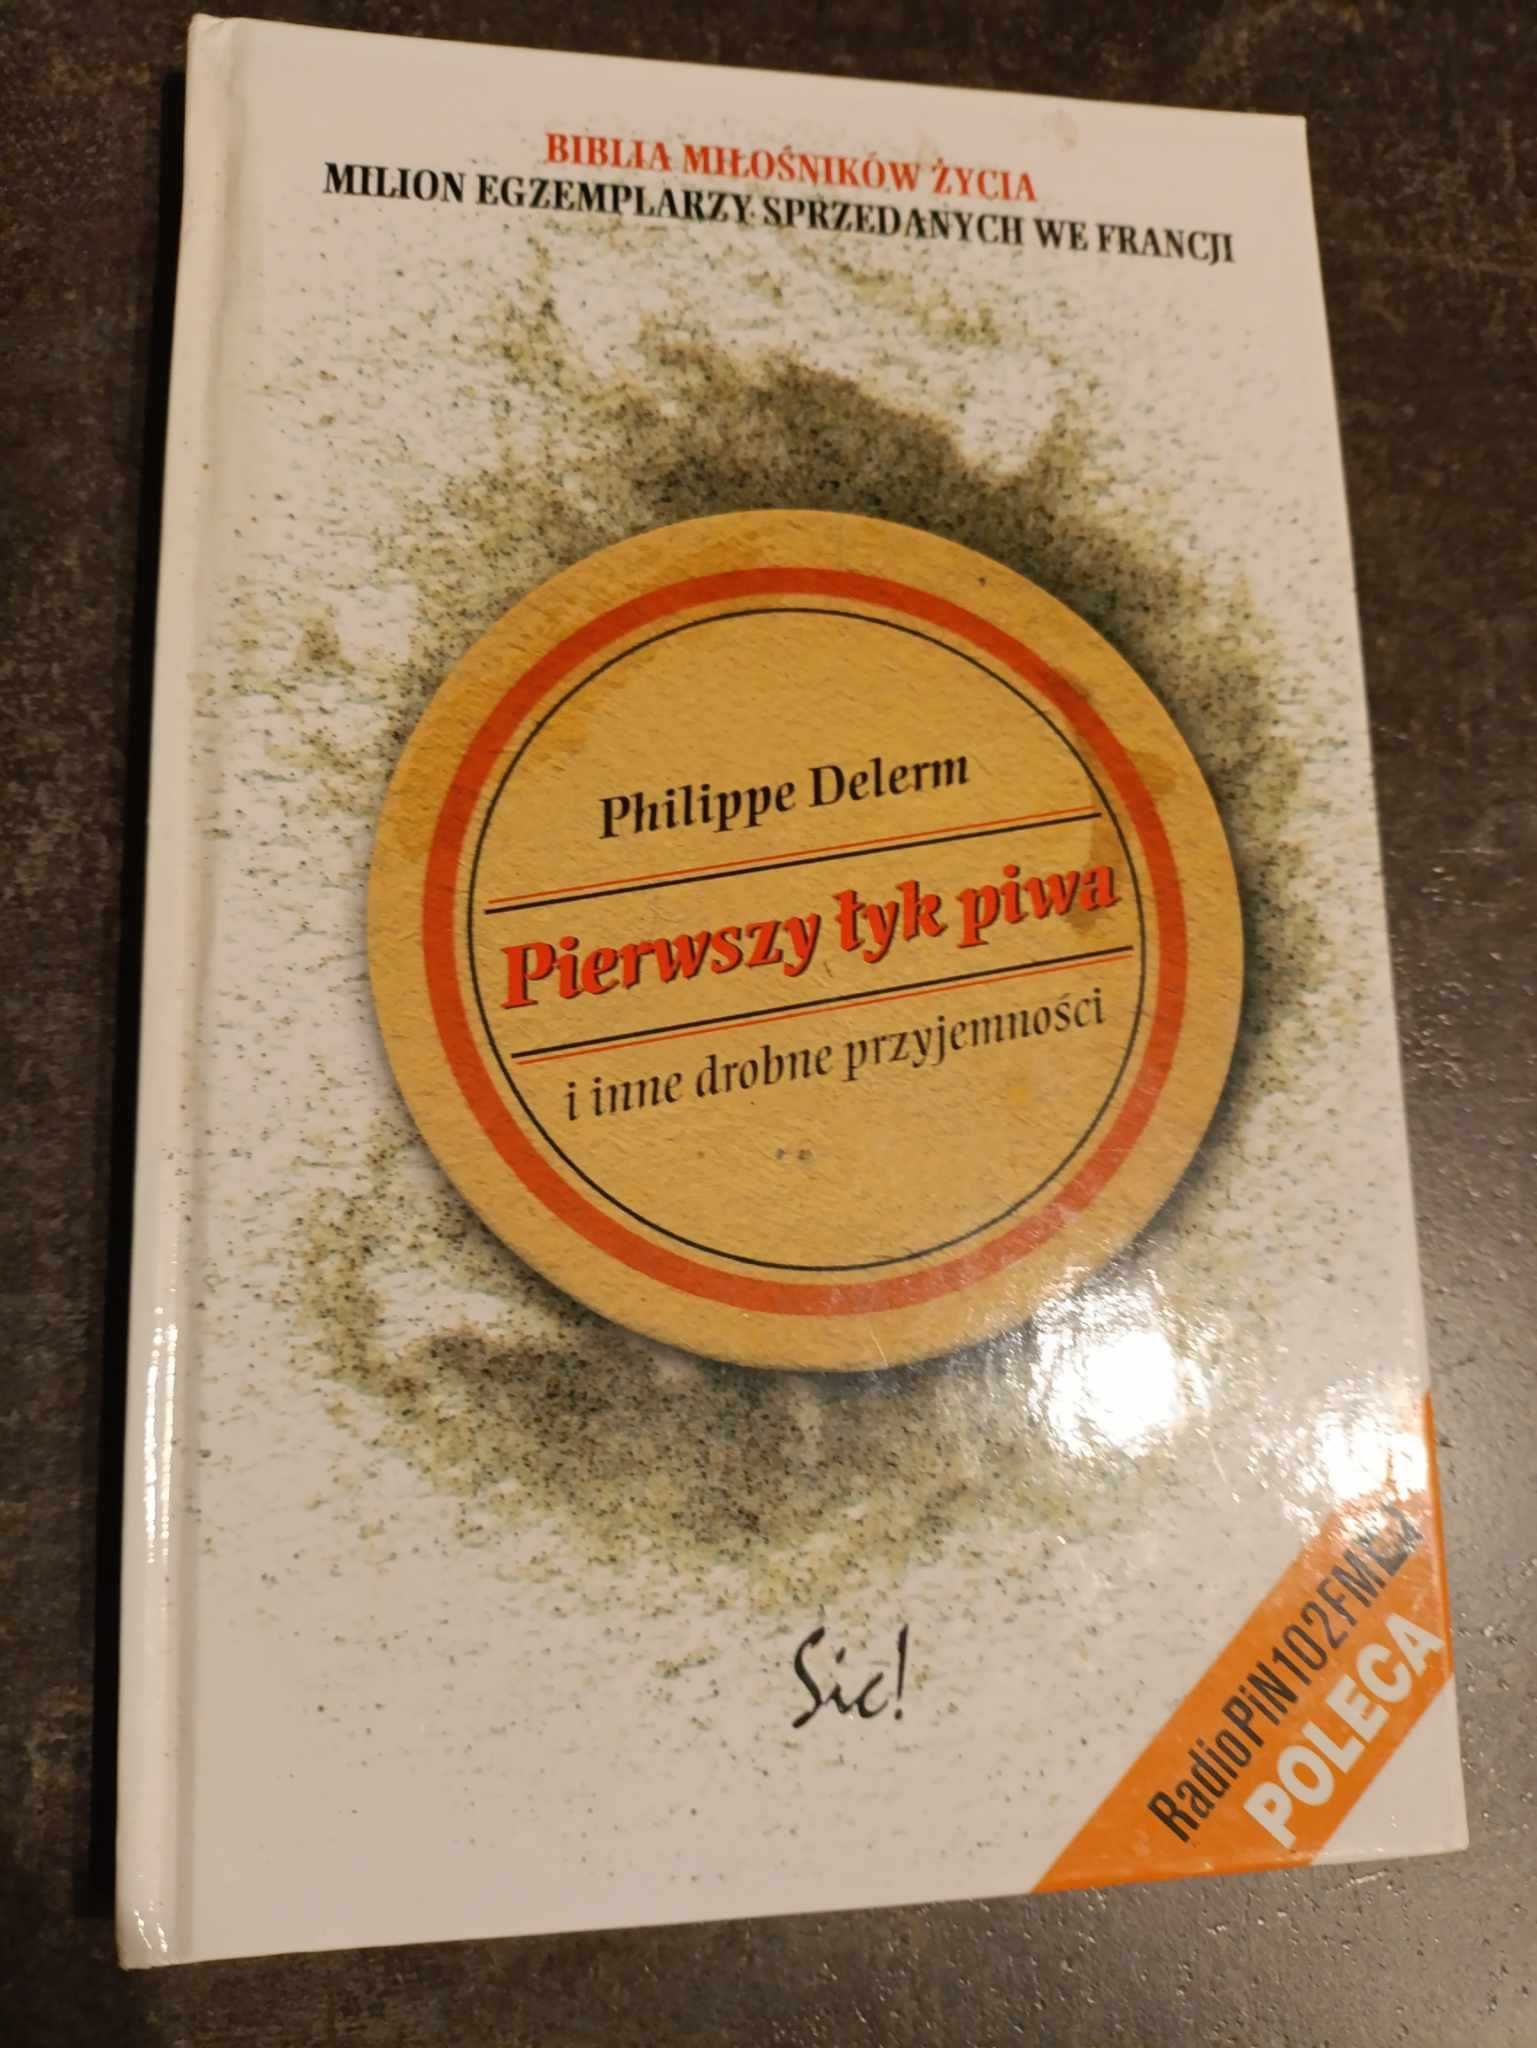 BIBLIA MIŁOŚNIKÓW ŻYCIA
MILION EGZEMPLARZY SPRZEDANYCH WE FRANCJI
Philippe Delerm
Pierwszy łyk piwa
i inne drobne przyjemności
Sic!
RadioPiN102FM
POLECA